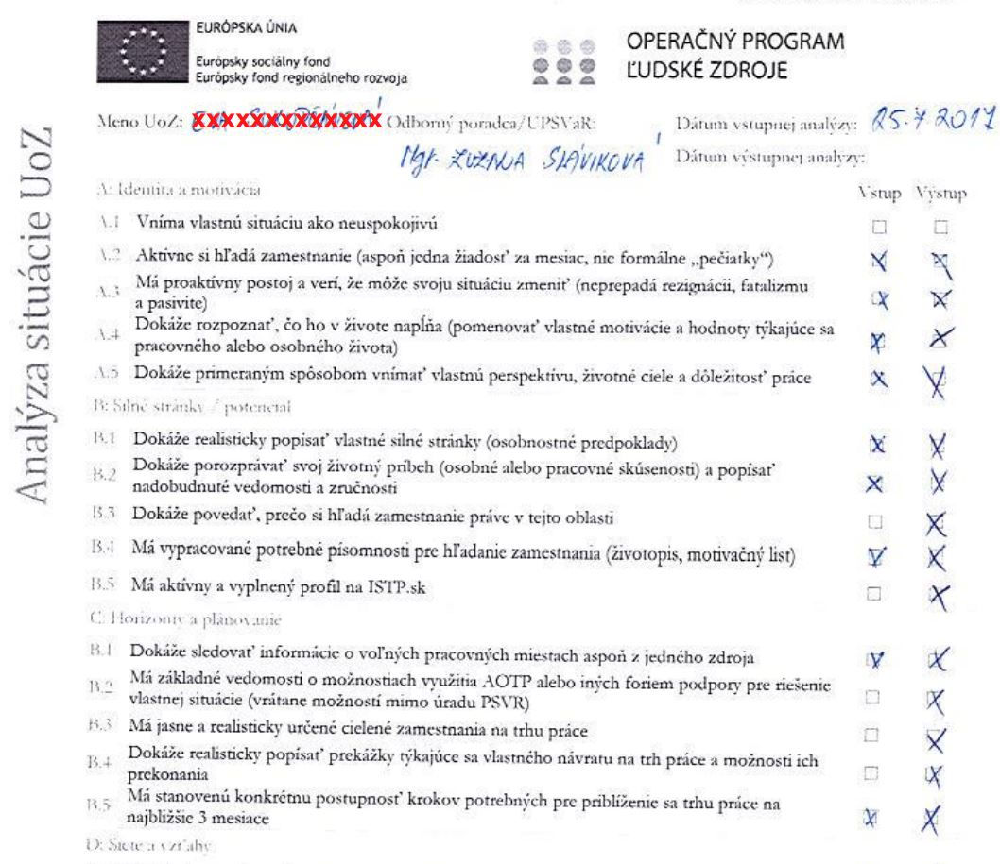 EURÓPSKA ÚNIA
Európsky sociálny fond
Európsky fond regionálneho rozvoja
OPERAČNÝ PROGRAM
ĽUDSKÉ ZDROJE
Analýza situácie UoZ
Meno UoZ: Odborný poradca/UPSVaR: Dátum vstupnej analýzy: 25.7.2017
Mgr. ZUZANA SLÁVIKOVÁ Dátum výstupnej analýzy:
A: Identita a motivácia Vstup Výstup
A.1 Vníma vlastnú situáciu ako neuspokojivú
A.2 Aktívne si hľadá zamestnanie (aspoň jedna žiadosť za mesiac, nie formálne „pečiatky“)
A.3 Má proaktívny postoj a verí, že môže svoju situáciu zmeniť (neprepadá rezignácii, fatalizmu
a pasivite)
A.4 Dokáže rozpoznať, čo ho v živote napĺňa (pomenovať vlastné motivácie a hodnoty týkajúce sa
pracovného alebo osobného života)
A.5 Dokáže primeraným spôsobom vnímať vlastnú perspektívu, životné ciele a dôležitosť práce
B: Silné stránky / potenciál
B.1 Dokáže realisticky popísať vlastné silné stránky (osobnostné predpoklady)
B.2 Dokáže porozprávať svoj životný príbeh (osobné alebo pracovné skúsenosti) a popísať
nadobudnuté vedomosti a zručnosti
B.3 Dokáže povedať, prečo si hľadá zamestnanie práve v tejto oblasti
B.4 Má vypracované potrebné písomnosti pre hľadanie zamestnania (životopis, motivačný list)
B.5 Má aktívny a vyplnený profil na ISTP.sk
C: Horizonty a plánovanie
B.1 Dokáže sledovať informácie o voľných pracovných miestach aspoň z jedného zdroja
B.2 Má základné vedomosti o možnostiach využitia AOTP alebo iných foriem podpory pre riešenie
vlastnej situácie (vrátane možností mimo úradu PSVR)
B.3 Má jasne a realisticky určené cielené zamestnania na trhu práce
B.4 Dokáže realisticky popísať prekážky týkajúce sa vlastného návratu na trh práce a možnosti ich
prekonania
B.5 Má stanovenú konkrétnu postupnosť krokov potrebných pre priblíženie sa trhu práce na
najbližšie 3 mesiace
D: Siete a vzťahy